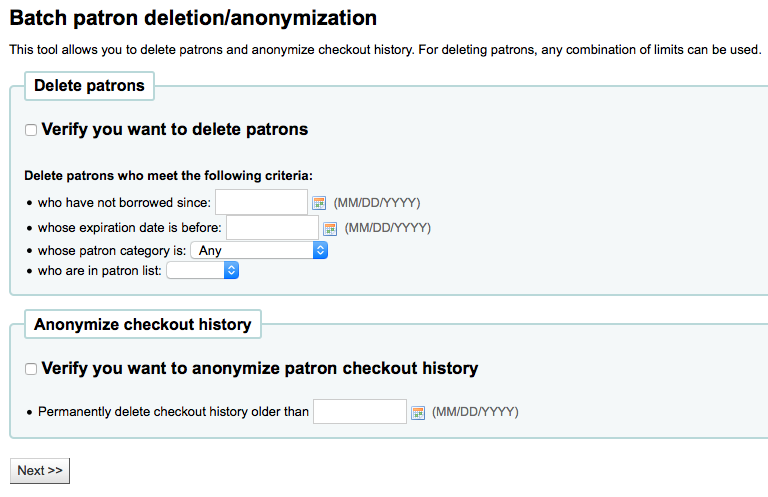 Batch patron deletion/anonymization
This tool allows you to delete patrons and anonymize checkout history. For deleting patrons, any combination of limits can be used.
Delete patrons
Verify you want to delete patrons
Delete patrons who meet the following criteria:
• who have not borrowed since: (MM/DD/YYYY)
• whose expiration date is before: (MM/DD/YYYY)
• whose patron category is: Any
• who are in patron list:
Anonymize checkout history
Verify you want to anonymize patron checkout history
• Permanently delete checkout history older than (MM/DD/YYYY)
Next >>